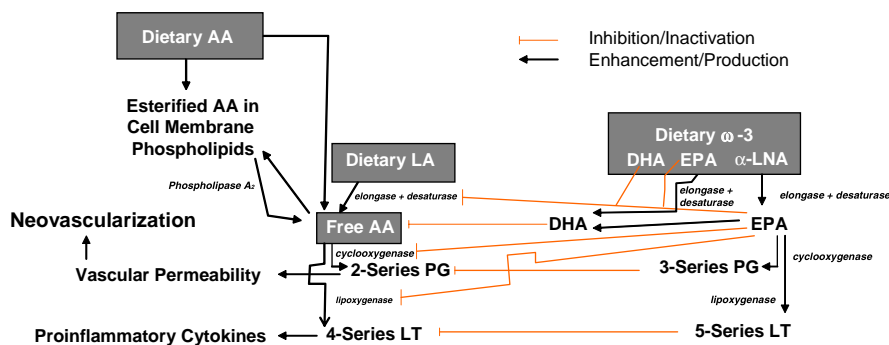 Dietary AA
Inhibition/Inactivation
Enhancement/Production
Esterified AA in
Cell Membrane
Phospholipids
Dietary ω-3
DHA EPA α-LNA
Dietary LA
Phospholipase A₂
elongase + desaturase
elongase +
desaturase
elongase + desaturase
Neovascularization
Free AA
DHA
EPA
cyclooxygenase
cyclooxygenase
Vascular Permeability
2-Series PG
3-Series PG
lipoxygenase
lipoxygenase
Proinflammatory Cytokines
4-Series LT
5-Series LT